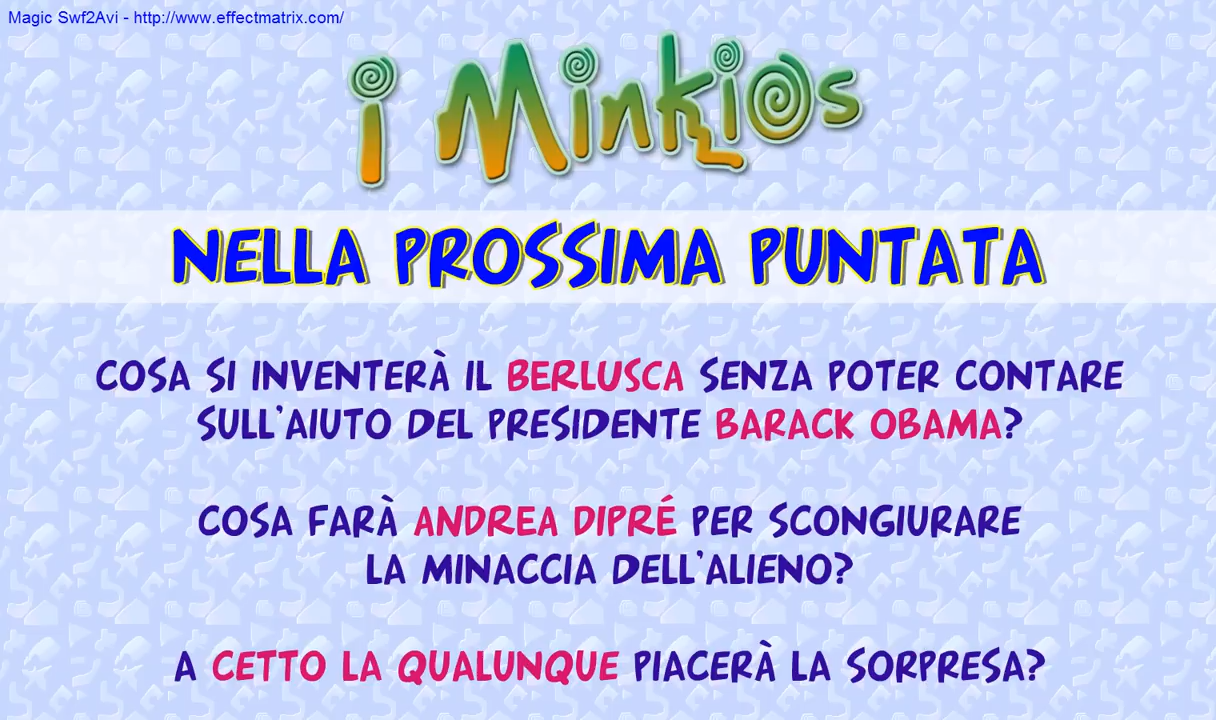 Magic Swf2Avi - http://www.effectmatrix.com/
i Minkios
NELLA PROSSIMA PUNTATA
COSA SI INVENTERÀ IL BERLUSCA SENZA POTER CONTARE
SULL'AIUTO DEL PRESIDENTE BARACK OBAMA?
COSA FARÀ ANDREA DIPRÉ PER SCONGIURARE
LA MINACCIA DELL'ALIENO?
A CETTO LA QUALUNQUE PIACERÀ LA SORPRESA?